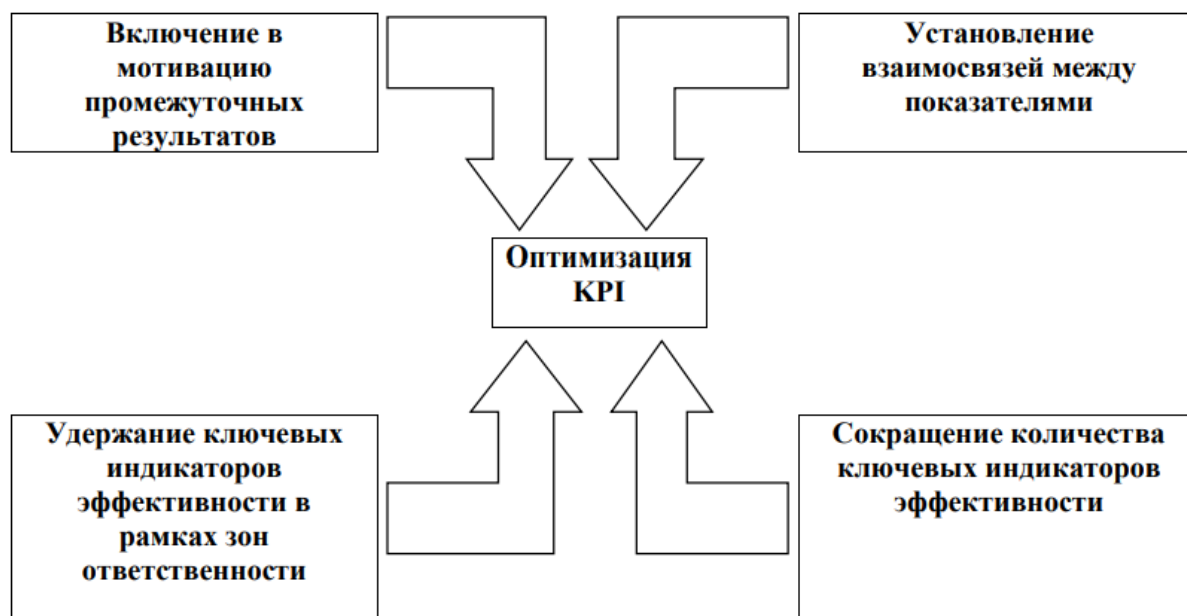 Включение в
мотивацию
промежуточных
результатов
Установление
взаимосвязей между
показателями
Оптимизация
KPI
Удержание ключевых
индикаторов
эффективности в
рамках зон
ответственности
Сокращение количества
ключевых индикаторов
эффективности